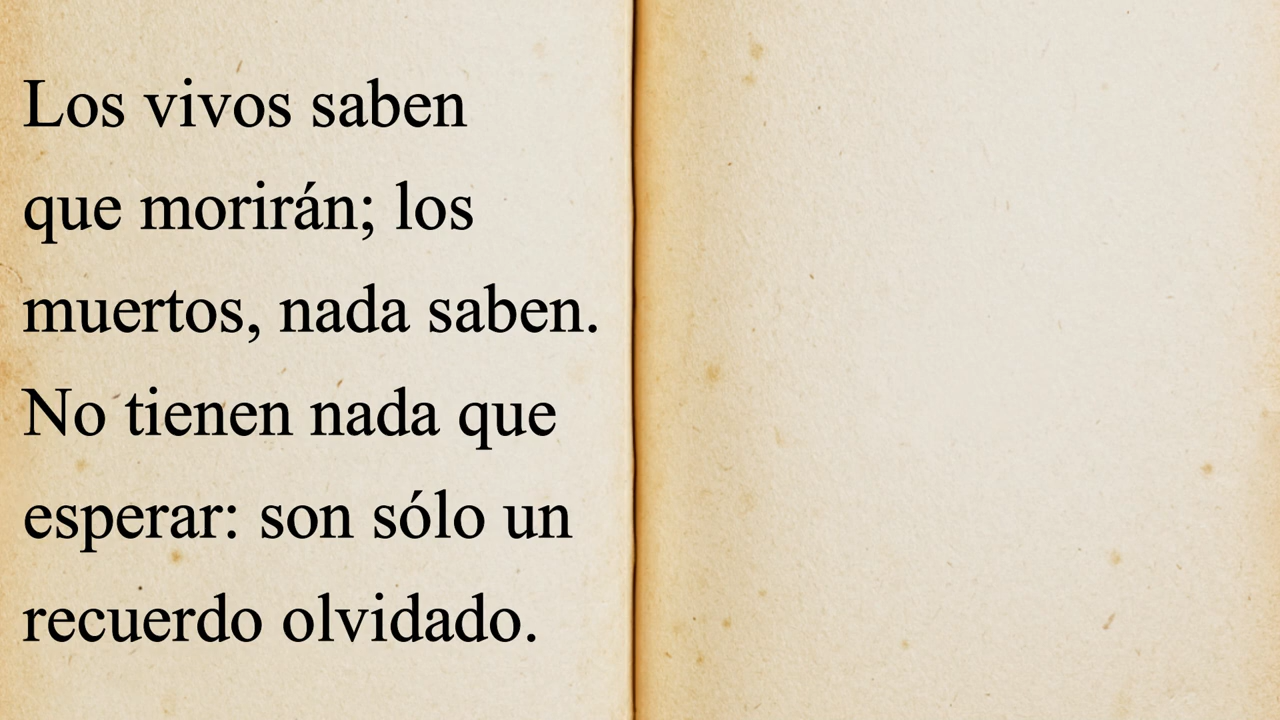 Los vivos saben
que morirán; los
muertos, nada saben.
No tienen nada que
esperar: son sólo un
recuerdo olvidado.